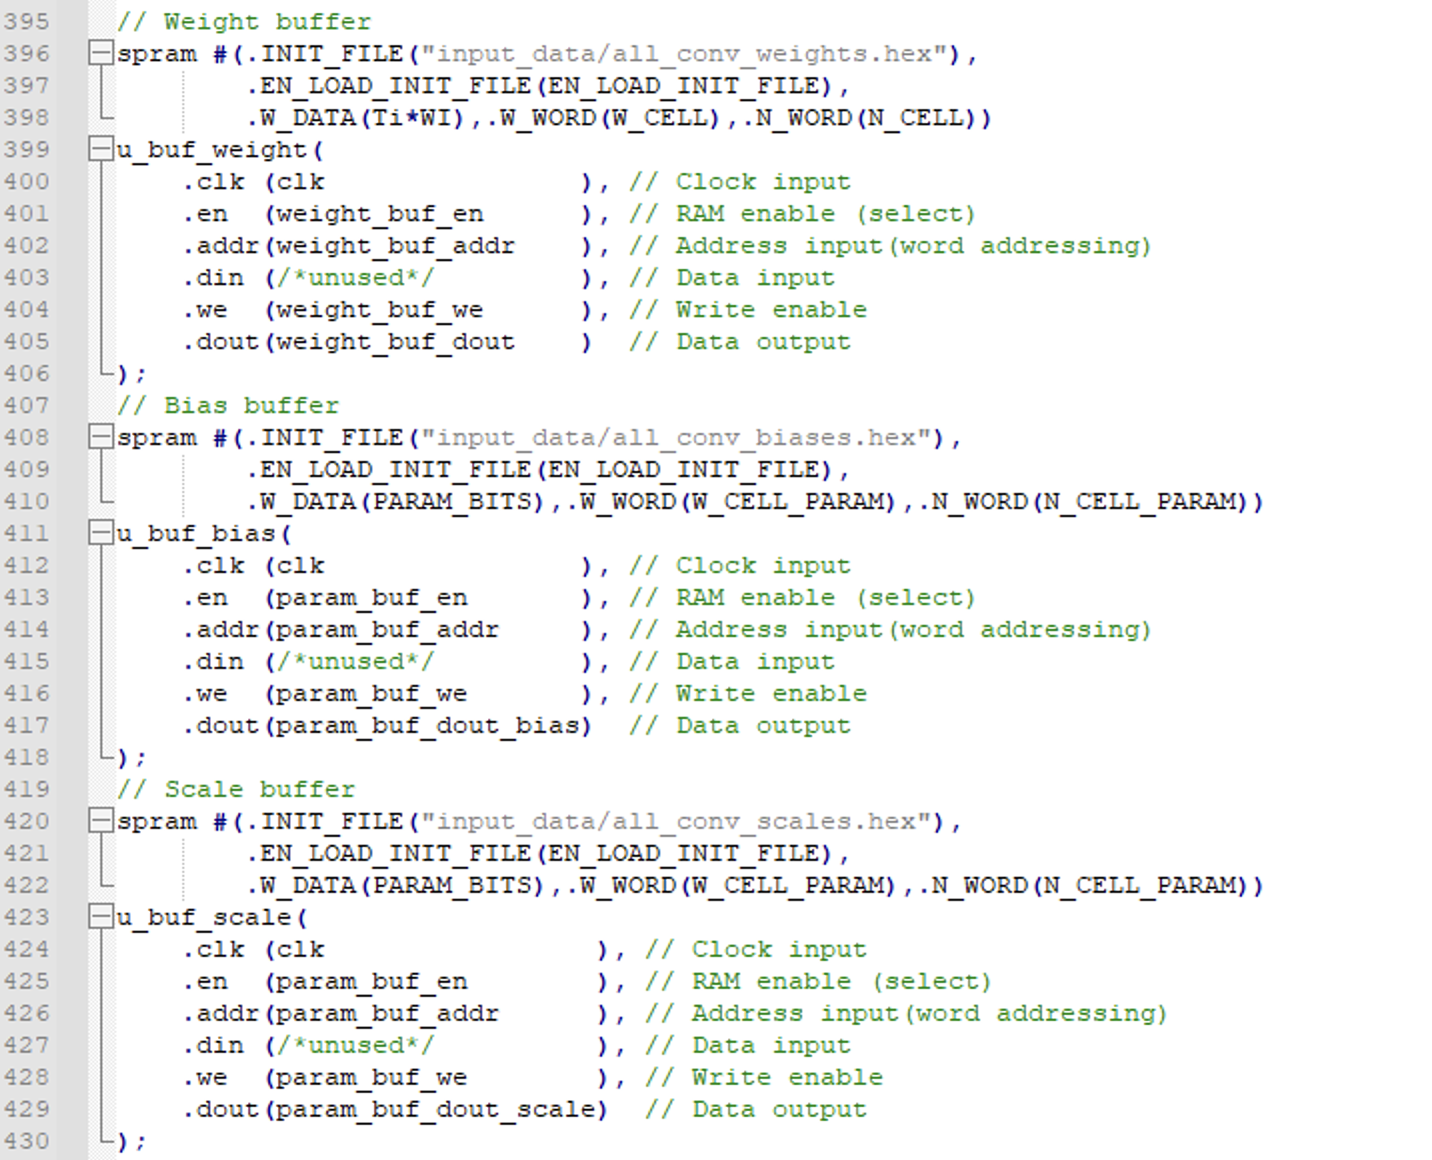 395 // Weight buffer
396 spram #(.INIT_FILE("input_data/all_conv_weights.hex"),
397 .EN_LOAD_INIT_FILE(EN_LOAD_INIT_FILE),
398 .W_DATA(Ti*WI),.W_WORD(W_CELL),.N_WORD(N_CELL))
399 u_buf_weight(
400 .clk (clk ), // Clock input
401 .en (weight_buf_en ), // RAM enable (select)
402 .addr(weight_buf_addr ), // Address input(word addressing)
403 .din (/*unused*/ ), // Data input
404 .we (weight_buf_we ), // Write enable
405 .dout(weight_buf_dout ) // Data output
406 );
407 // Bias buffer
408 spram #(.INIT_FILE("input_data/all_conv_biases.hex"),
409 .EN_LOAD_INIT_FILE(EN_LOAD_INIT_FILE),
410 .W_DATA(PARAM_BITS),.W_WORD(W_CELL_PARAM),.N_WORD(N_CELL_PARAM))
411 u_buf_bias(
412 .clk (clk ), // Clock input
413 .en (param_buf_en ), // RAM enable (select)
414 .addr(param_buf_addr ), // Address input(word addressing)
415 .din (/*unused*/ ), // Data input
416 .we (param_buf_we ), // Write enable
417 .dout(param_buf_dout_bias) // Data output
418 );
419 // Scale buffer
420 spram #(.INIT_FILE("input_data/all_conv_scales.hex"),
421 .EN_LOAD_INIT_FILE(EN_LOAD_INIT_FILE),
422 .W_DATA(PARAM_BITS),.W_WORD(W_CELL_PARAM),.N_WORD(N_CELL_PARAM))
423 u_buf_scale(
424 .clk (clk ), // Clock input
425 .en (param_buf_en ), // RAM enable (select)
426 .addr(param_buf_addr ), // Address input(word addressing)
427 .din (/*unused*/ ), // Data input
428 .we (param_buf_we ), // Write enable
429 .dout(param_buf_dout_scale) // Data output
430 );